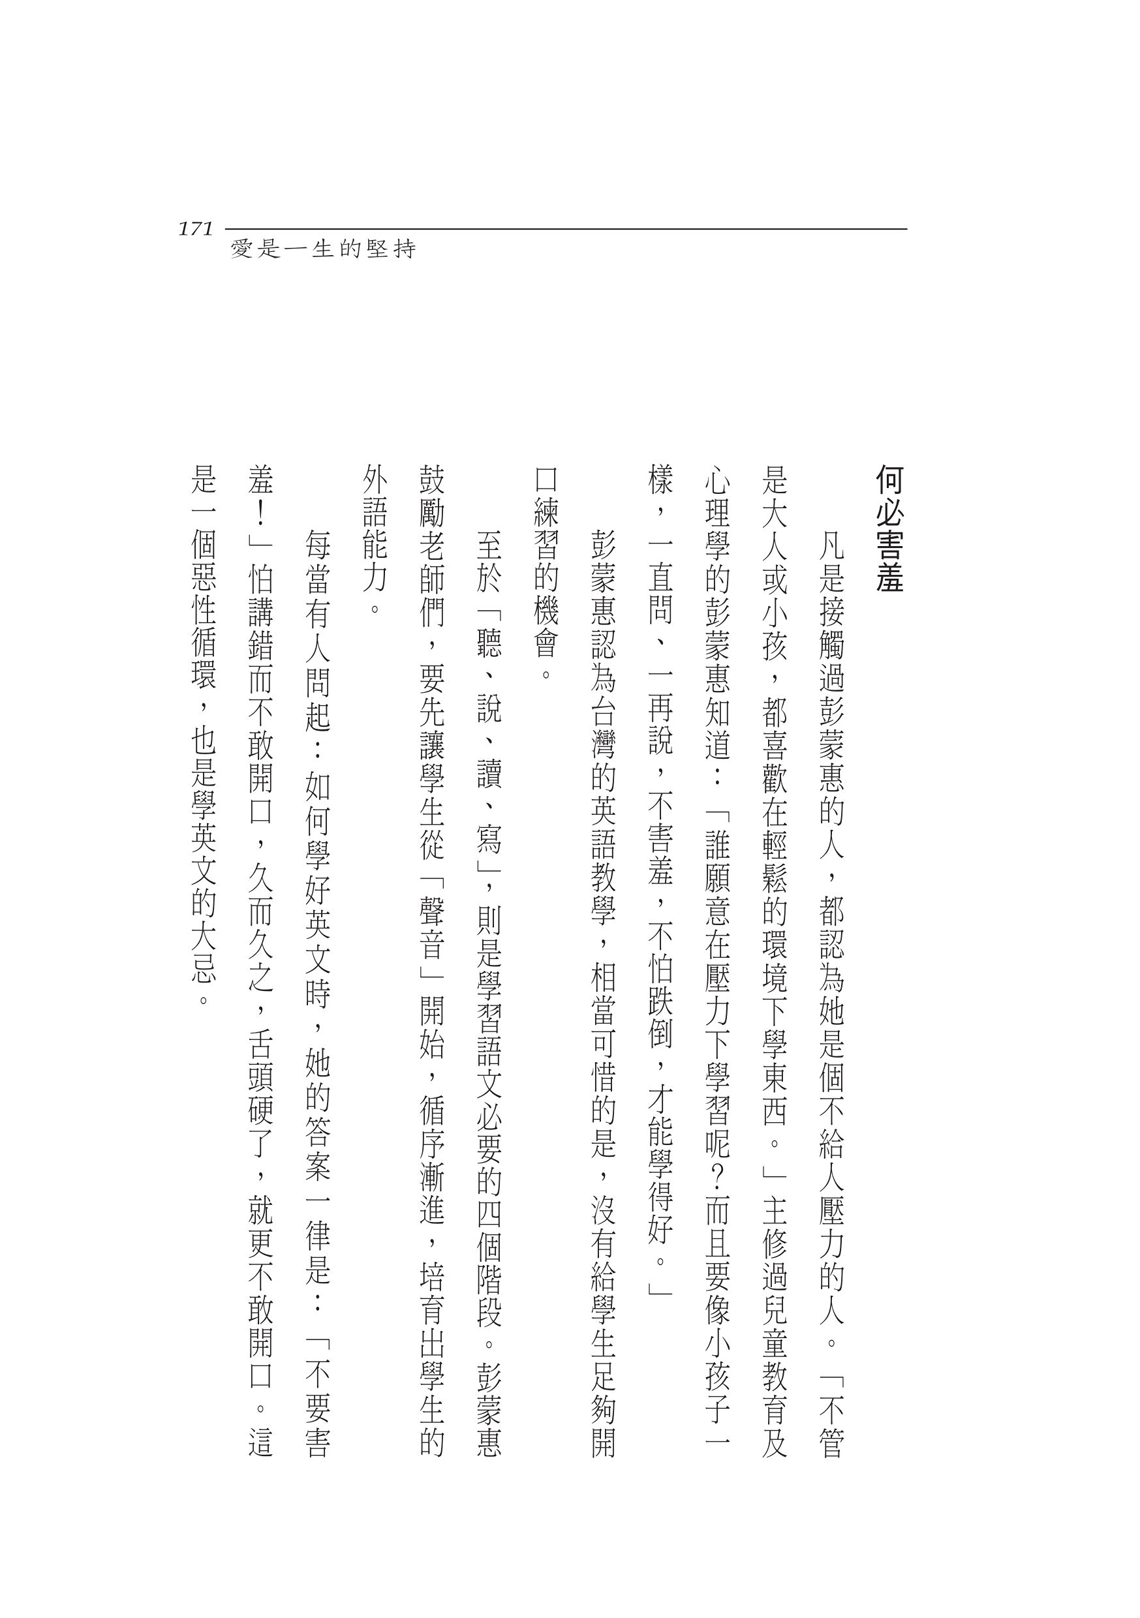 171
愛是一生的堅持
何必害羞
凡是接觸過彭蒙惠的人，都認為她是個不給人壓力的人。「不管
是大人或小孩，都喜歡在輕鬆的環境下學東西。」主修過兒童教育及
心理學的彭蒙惠知道：「誰願意在壓力下學習呢？而且要像小孩子一
樣，一直問、一再說，不害羞，不怕跌倒，才能學得好。」
彭蒙惠認為台灣的英語教學，相當可惜的是，沒有給學生足夠開
口練習的機會。
至於「聽、說、讀、寫」，則是學習語文必要的四個階段。彭蒙惠
鼓勵老師們，要先讓學生從「聲音」開始，循序漸進，培育出學生的
外語能力。
每當有人問起：如何學好英文時，她的答案一律是：「不要害
羞！」怕講錯而不敢開口，久而久之，舌頭硬了，就更不敢開口。這
是一個惡性循環，也是學英文的大忌。